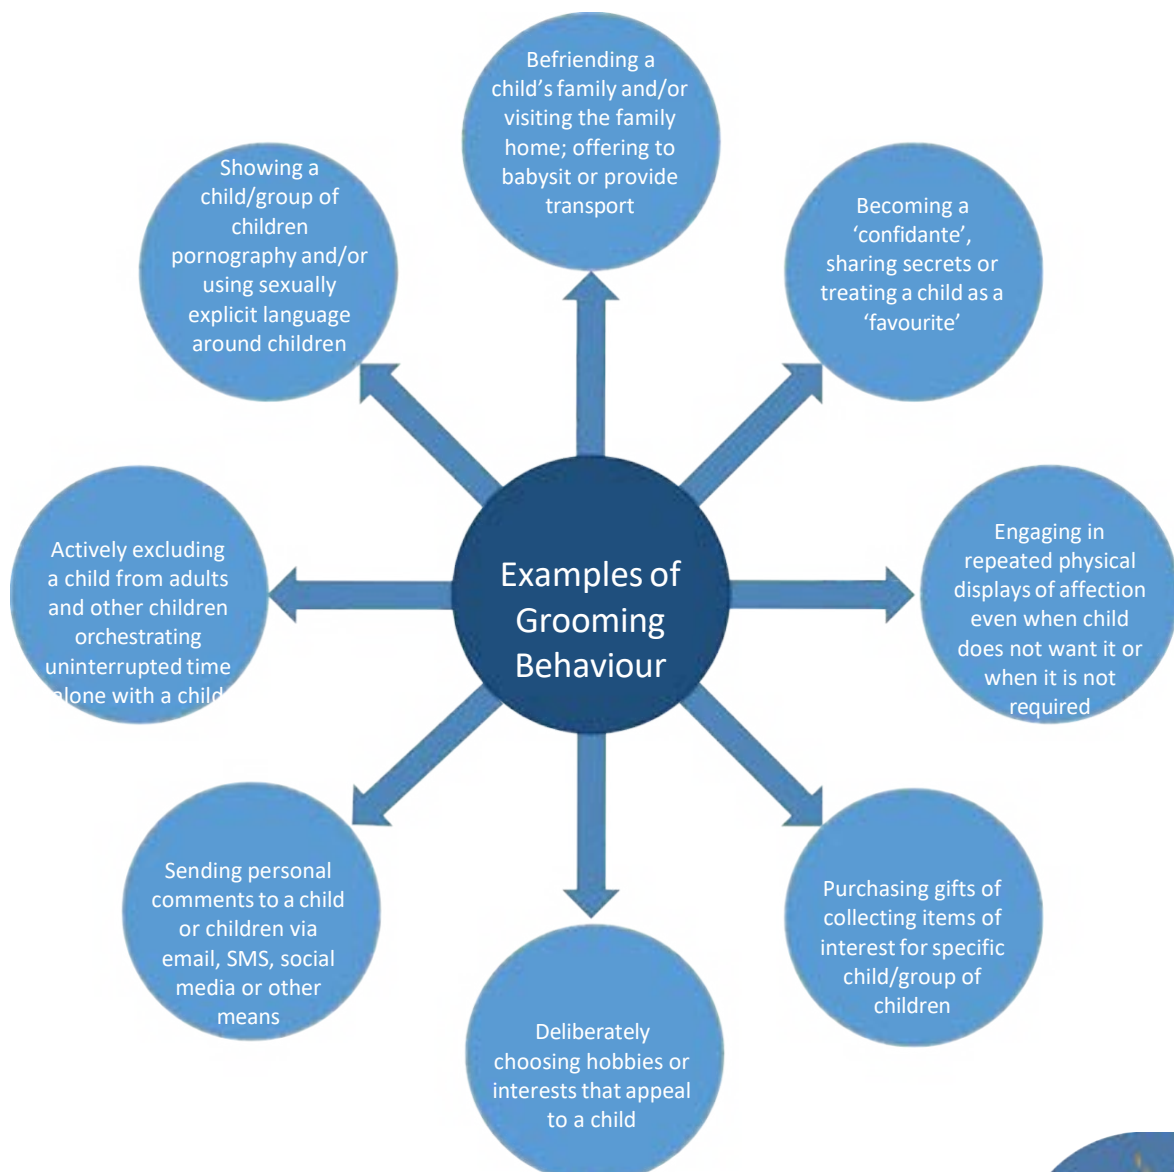 Befriending a
child’s family and/or
visiting the family
home; offering to
babysit or provide
transport
Becoming a
‘confidante’,
sharing secrets or
treating a child as a
‘favourite’
Engaging in
repeated physical
displays of affection
even when child
does not want it or
when it is not
required
Purchasing gifts of
collecting items of
interest for specific
child/group of
children
Deliberately
choosing hobbies or
interests that appeal
to a child
Sending personal
comments to a child
or children via
email, SMS, social
media or other
means
Actively excluding
a child from adults
and other children
orchestrating
uninterrupted time
alone with a child
Showing a
child/group of
children
pornography and/or
using sexually
explicit language
around children
Examples of
Grooming
Behaviour